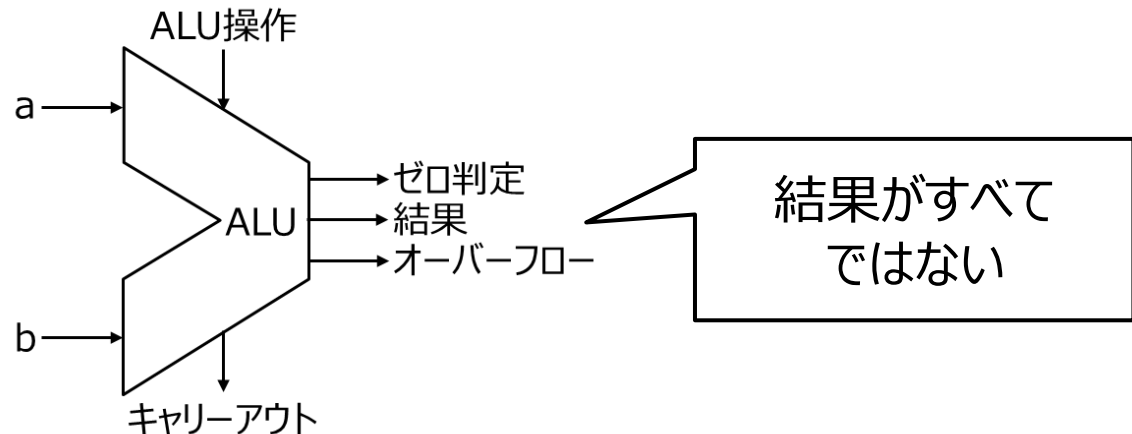 ALU操作
a
ゼロ判定
ALU
結果
オーバーフロー
b
キャリーアウト
結果がすべて
ではない